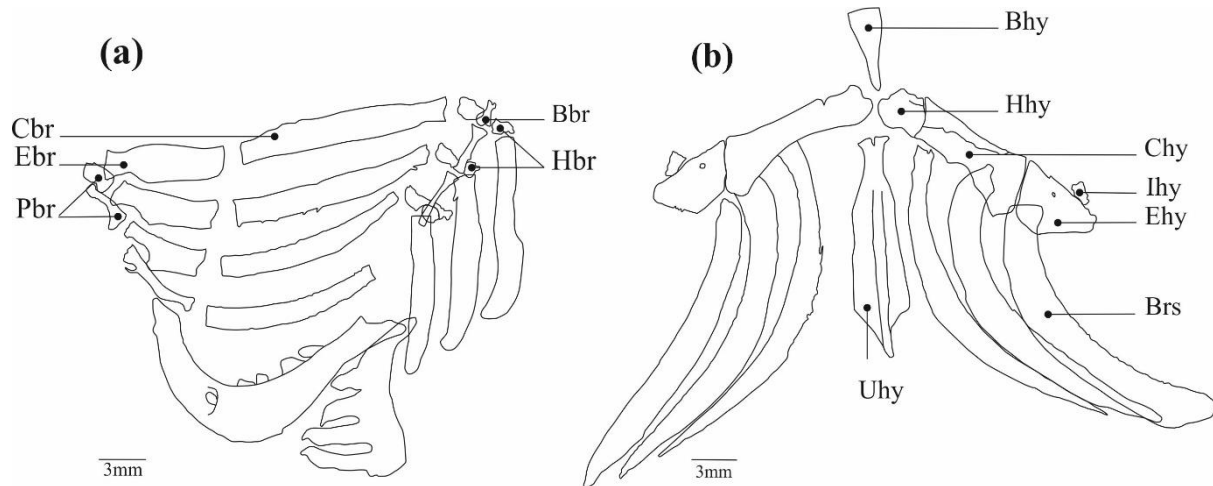 (a)
Cbr
Ebr
Pbr
Bbr
Hbr
3mm
(b)
Bhy
Hhy
Chy
Ihy
Ehy
Brs
Uhy
3mm